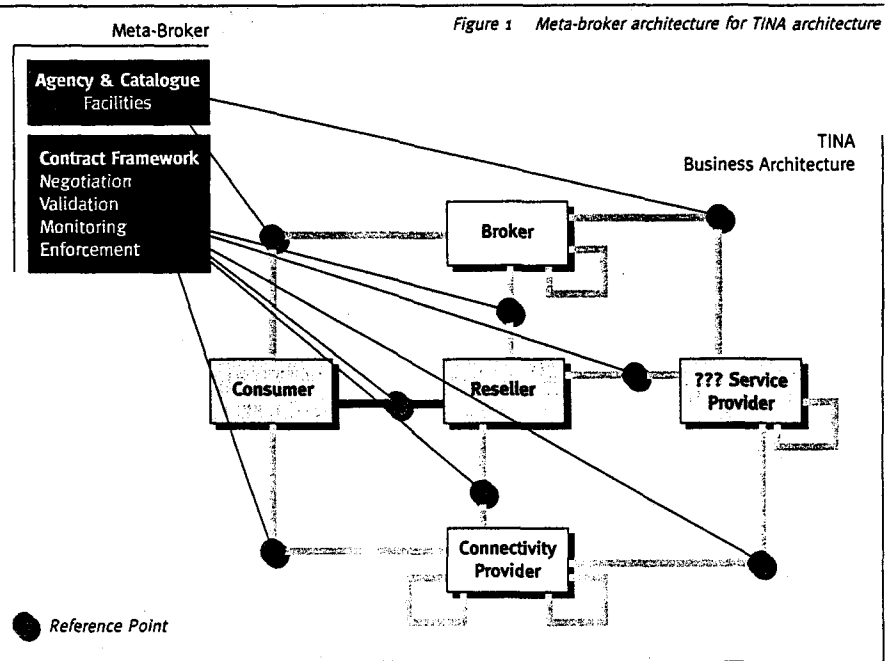 Figure 1 Meta-broker architecture for TINA architecture
Meta-Broker
Agency & Catalogue
Facilities
Contract Framework
Negotiation
Validation
Monitoring
Enforcement
TINA
Business Architecture
Broker
Consumer
Reseller
??? Service
Provider
Connectivity
Provider
Reference Point